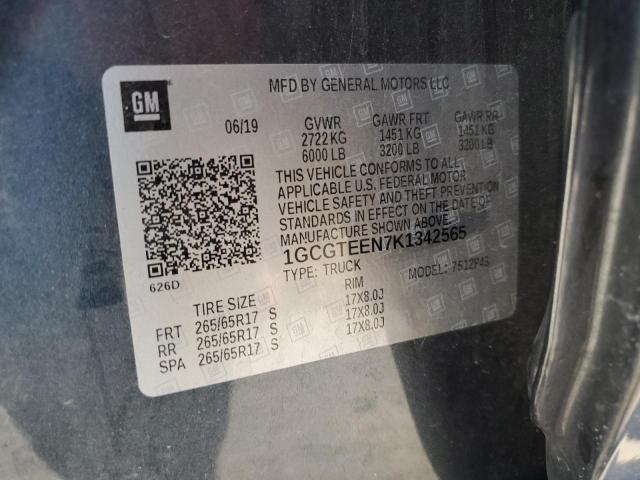 GM
MFD BY GENERAL MOTORS LLC
06/19 GVWR GAWR FRT GAWR RR
2722 KG 1451 KG 1451 KG
6000 LB 3200 LB 3200 LB
THIS VEHICLE CONFORMS TO ALL
APPLICABLE U.S. FEDERAL MOTOR
VEHICLE SAFETY AND THEFT PREVENTION
STANDARDS IN EFFECT ON THE DATE OF
MANUFACTURE SHOWN ABOVE.
1GCGTEEN7K1342565
TYPE: TRUCK MODEL: 7512P43
626D
TIRE SIZE RIM
FRT 265/65R17 S 17X8.0J
RR 265/65R17 S 17X8.0J
SPA 265/65R17 S 17X8.0J